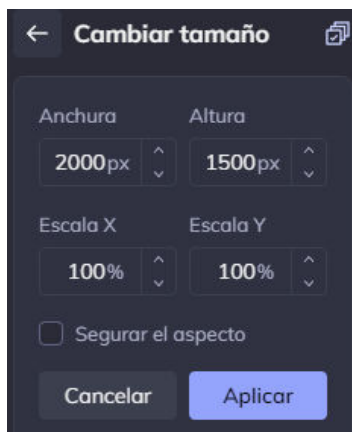 Cambiar tamaño
Anchura Altura
2000px 1500px
Escala X Escala Y
100% 100%
Segurar el aspecto
Cancelar Aplicar